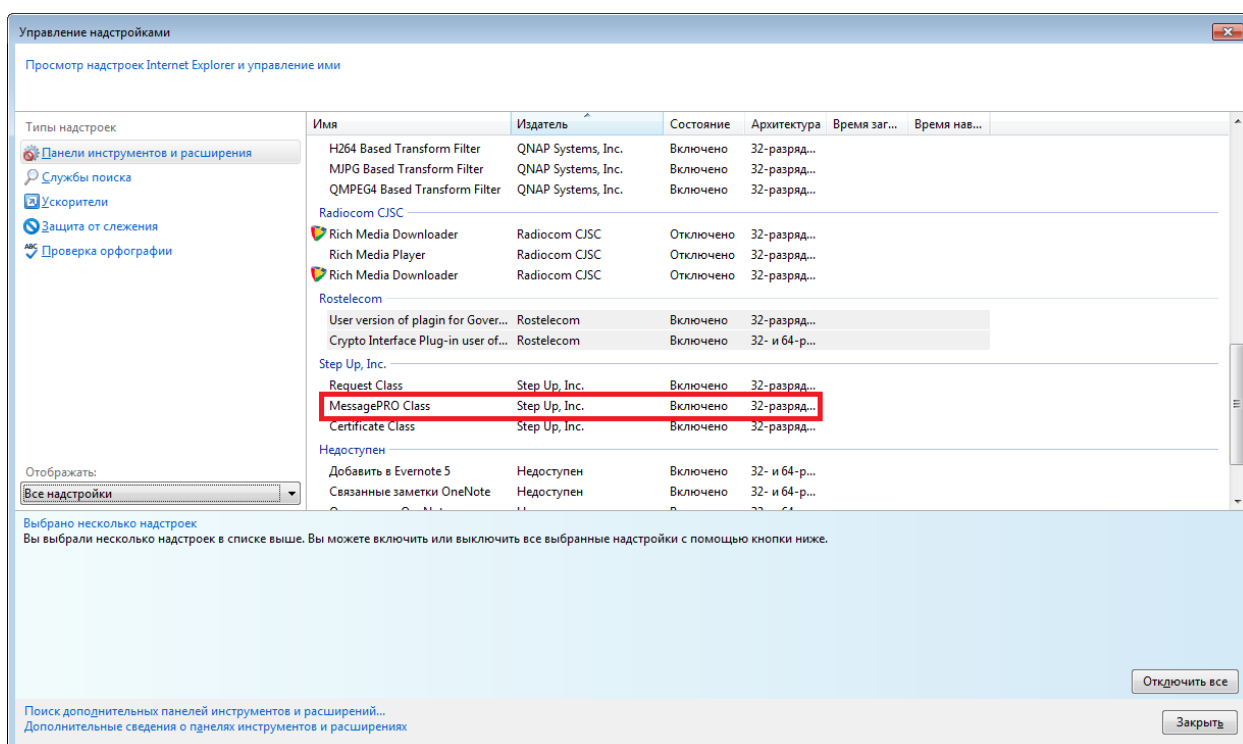 Управление надстройками
Просмотр надстроек Internet Explorer и управление ими
Типы надстроек
Панели инструментов и расширения
Службы поиска
Ускорители
Защита от слежения
ABC Проверка орфографии
Отображать:
Все надстройки
Имя Издатель Состояние Архитектура Время заг... Время нав...
H264 Based Transform Filter QNAP Systems, Inc. Включено 32-разряд...
MJPG Based Transform Filter QNAP Systems, Inc. Включено 32-разряд...
QMPEG4 Based Transform Filter QNAP Systems, Inc. Включено 32-разряд...
Radiocom CJSC
Rich Media Downloader Radiocom CJSC Отключено 32-разряд...
Rich Media Player Radiocom CJSC Отключено 32-разряд...
Rich Media Downloader Radiocom CJSC Отключено 32-разряд...
Rostelecom
User version of plagin for Gover... Rostelecom Включено 32-разряд...
Crypto Interface Plug-in user of... Rostelecom Включено 32- и 64-р...
Step Up, Inc.
Request Class Step Up, Inc. Включено 32-разряд...
MessagePRO Class Step Up, Inc. Включено 32-разряд...
Certificate Class Step Up, Inc. Включено 32-разряд...
Недоступен
Добавить в Evernote 5 Недоступен Включено 32- и 64-р...
Связанные заметки OneNote Недоступен Включено 32- и 64-р...
Выбрано несколько надстроек
Вы выбрали несколько надстроек в списке выше. Вы можете включить или выключить все выбранные надстройки с помощью кнопки ниже.
Отключить все
Поиск дополнительных панелей инструментов и расширений...
Дополнительные сведения о панелях инструментов и расширениях
Закрыть